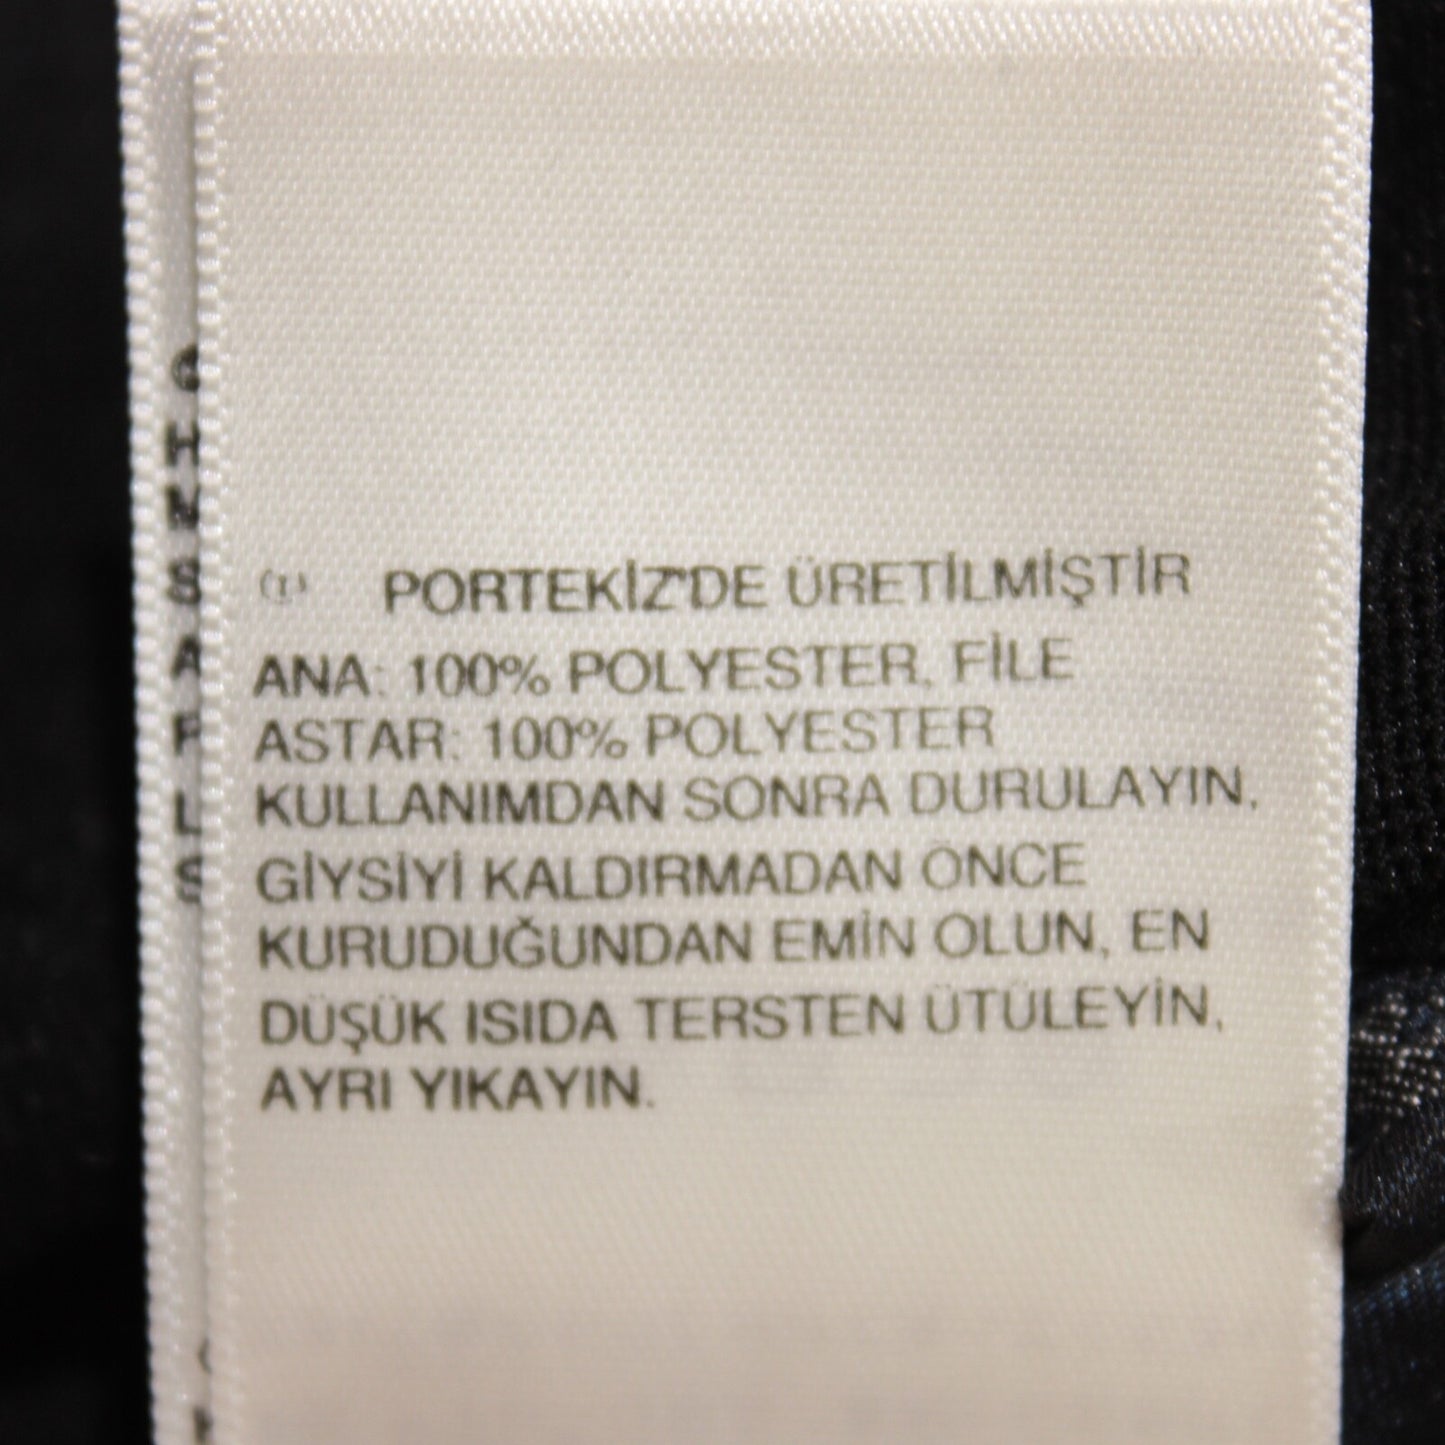 (T) PORTEKİZ'DE ÜRETİLMİŞTİR
ANA: 100% POLYESTER, FİLE
ASTAR: 100% POLYESTER
KULLANIMDAN SONRA DURULAYIN,
GİYSİYİ KALDIRMADAN ÖNCE
KURUDUĞUNDAN EMİN OLUN, EN
DÜŞÜK ISIDA TERSTEN ÜTÜLEYİN,
AYRI YIKAYIN.